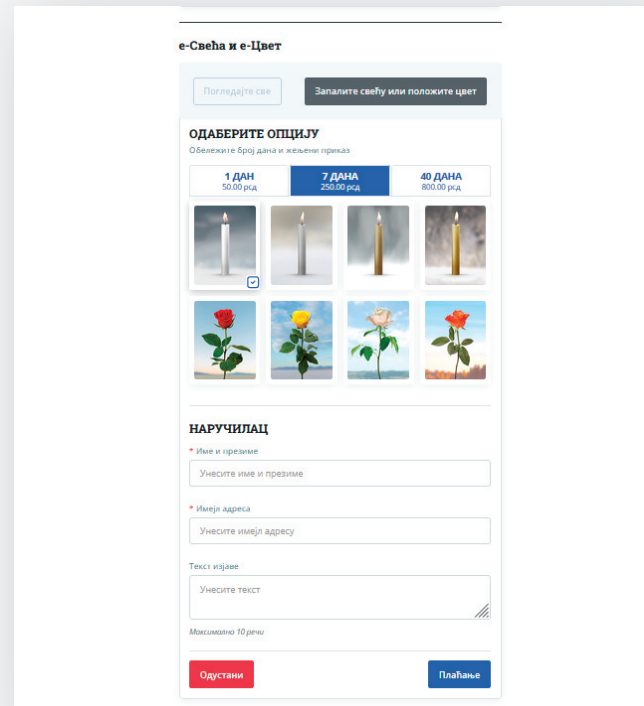 е-Свећа и е-Цвет
Погледајте све
Запалите свећу или положите цвет
ОДАБЕРИТЕ ОПЦИЈУ
Обележите број дана и жељени приказ
1 ДАН
50.00 рсд
7 ДАНА
250.00 рсд
40 ДАНА
800.00 рсд
НАРУЧИЛАЦ
* Име и презиме
Унесите име и презиме
* Имејл адреса
Унесите имејл адресу
Текст изјаве
Унесите текст
Максимално 10 речи
Одустани
Плаћање